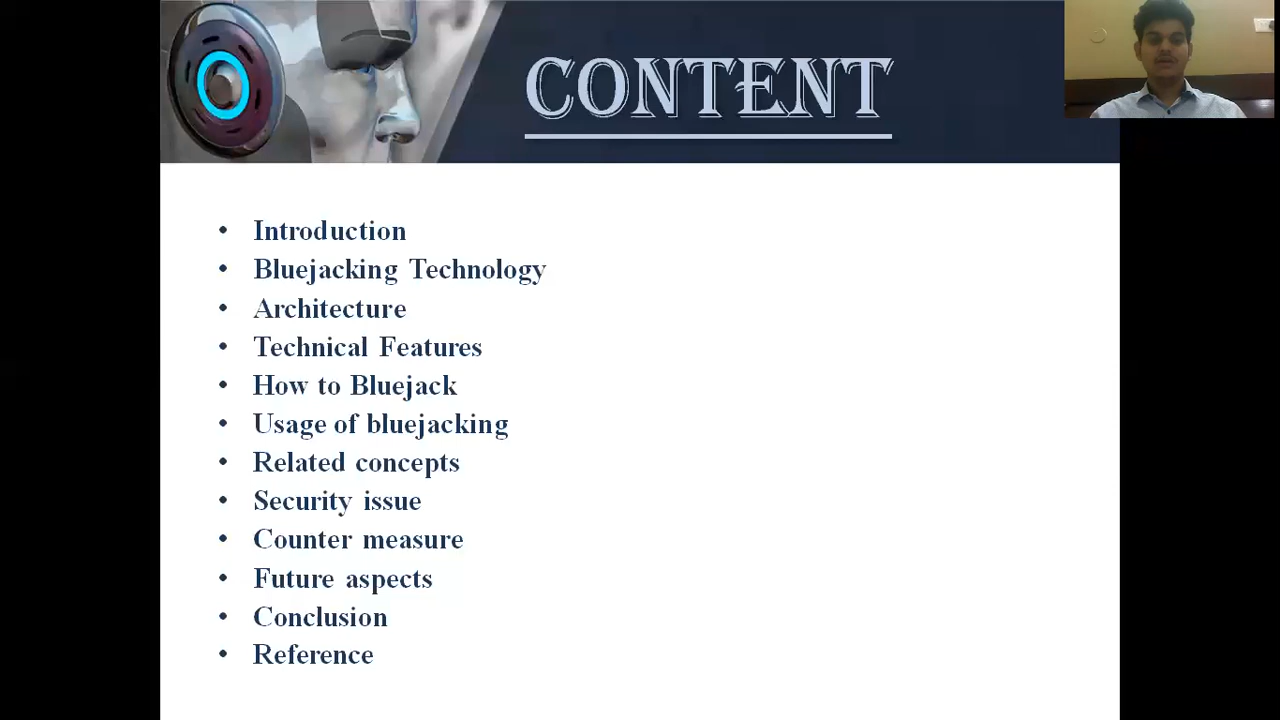 CONTENT
• Introduction
• Bluejacking Technology
• Architecture
• Technical Features
• How to Bluejack
• Usage of bluejacking
• Related concepts
• Security issue
• Counter measure
• Future aspects
• Conclusion
• Reference